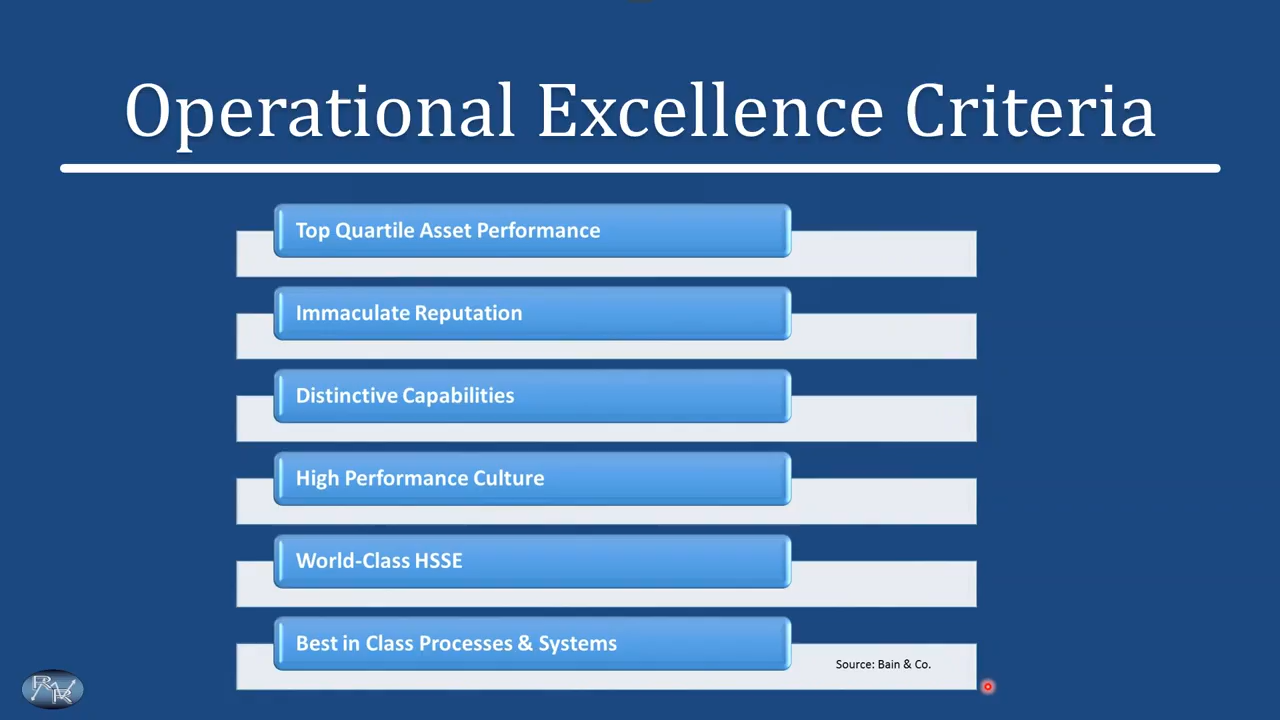 Operational Excellence Criteria
Top Quartile Asset Performance
Immaculate Reputation
Distinctive Capabilities
High Performance Culture
World-Class HSSE
Best in Class Processes & Systems
Source: Bain & Co.